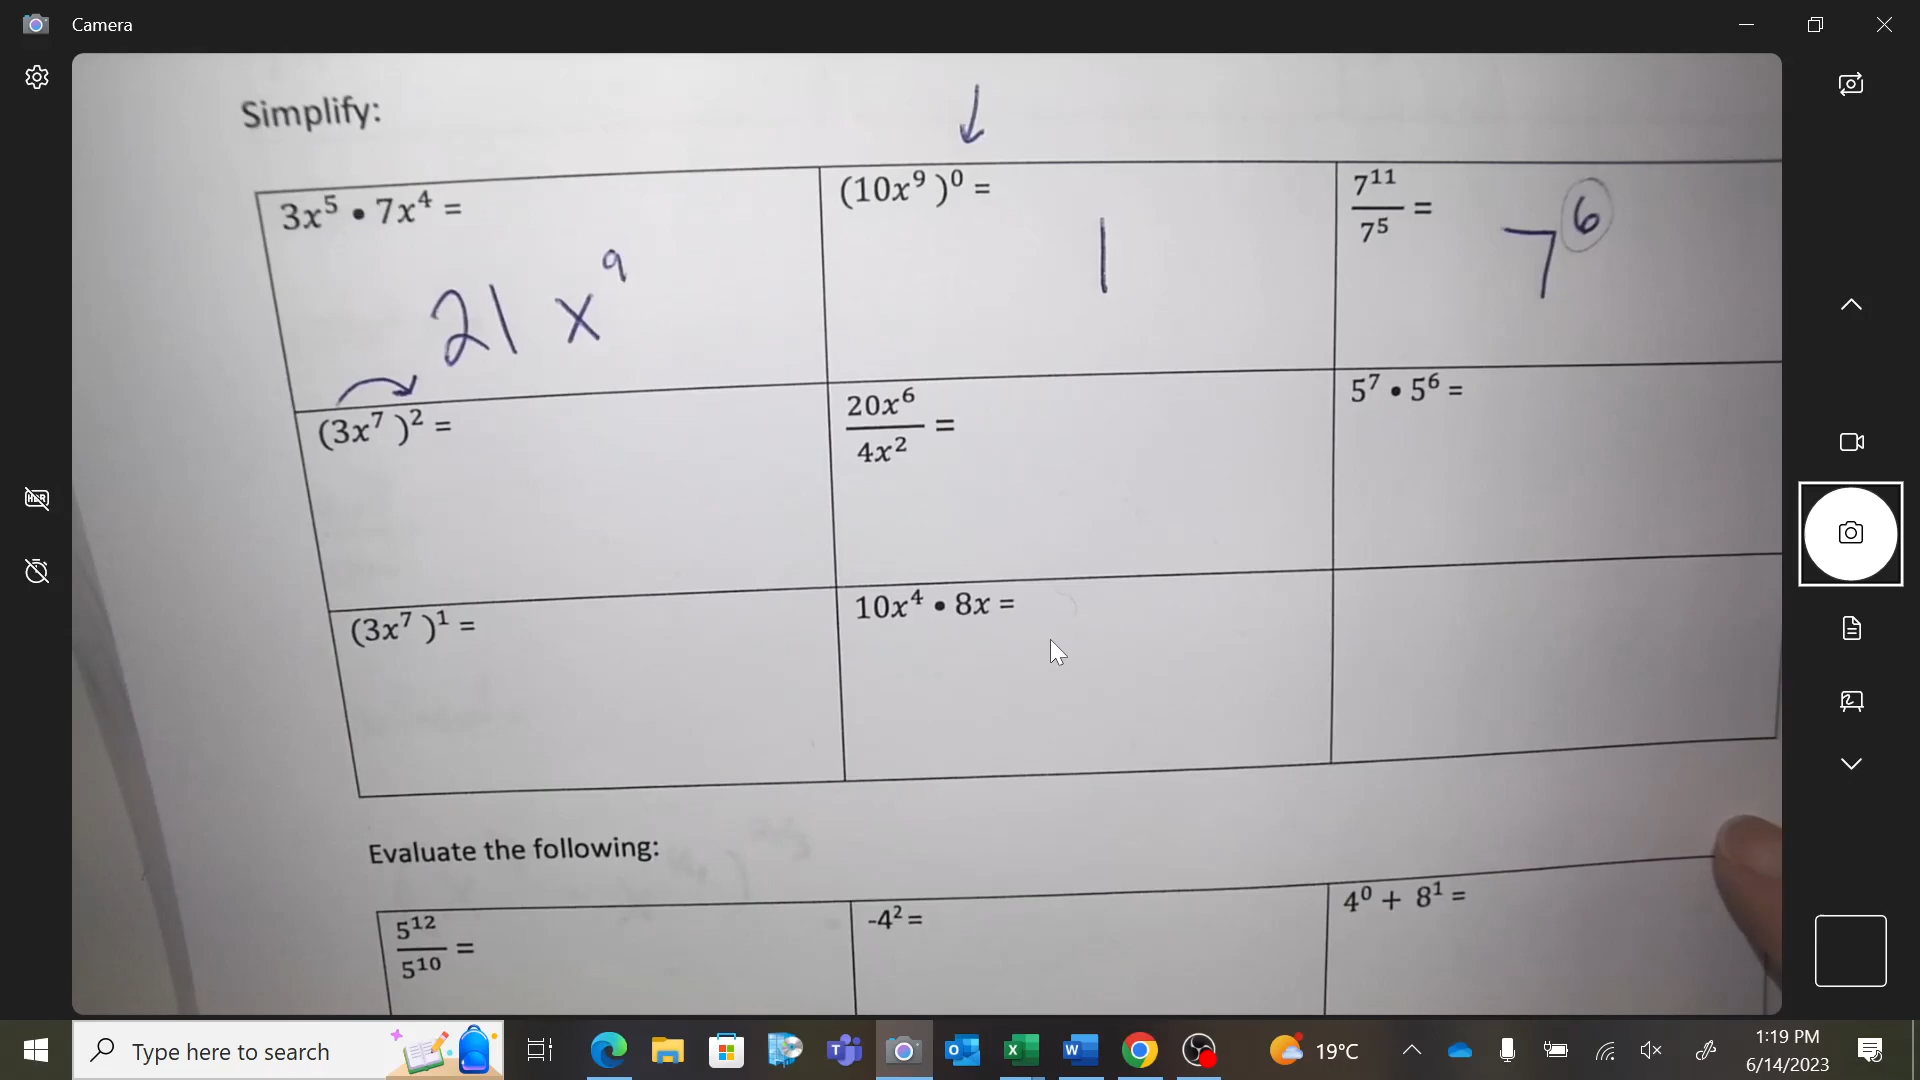 Camera
Simplify:
3x⁵ • 7x⁴ =
21 x⁹
(10x⁹ )⁰ =
1
7¹¹
7⁵
=
7⁶
(3x⁷ )² =
20x⁶
4x²
=
5⁷ • 5⁶ =
(3x⁷ )¹ =
10x⁴ • 8x =
Evaluate the following:
5¹²
5¹⁰
=
-4² =
4⁰ + 8¹ =
Type here to search
19°C
1:19 PM
6/14/2023